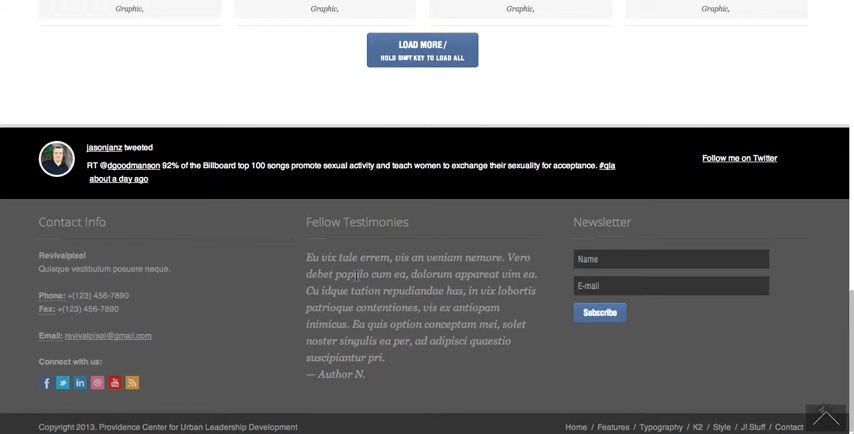 Graphic, Graphic, Graphic, Graphic,
LOAD MORE/
HOLD SHIFT KEY TO LOAD ALL
jasonjanz tweeted
RT @dgoodmanson 92% of the Billboard top 100 songs promote sexual activity and teach women to exchange their sexuality for acceptance. #qla
about a day ago
Follow me on Twitter
Contact Info
Revivalpixel
Quisque vestibulum posuere neque.
Phone: +(123) 456-7890
Fax: +(123) 456-7890
Email: revivalpixel@gmail.com
Connect with us:
Fellow Testimonies
Eu vix tale errem, vis an veniam nemore. Vero
debet populo cum ea, dolorum appareat vim ea.
Cu idque tation repudiandae has, in vix lobortis
patrioque contentiones, vis ex antiopam
inimicus. Ea quis option conceptam mei, solet
noster singulis ea per, ad adipisci quaestio
suscipiantur pri.
— Author N.
Newsletter
Name
E-mail
Subscribe
Copyright 2013. Providence Center for Urban Leadership Development
Home / Features / Typography / K2 / Style / J! Stuff / Contact